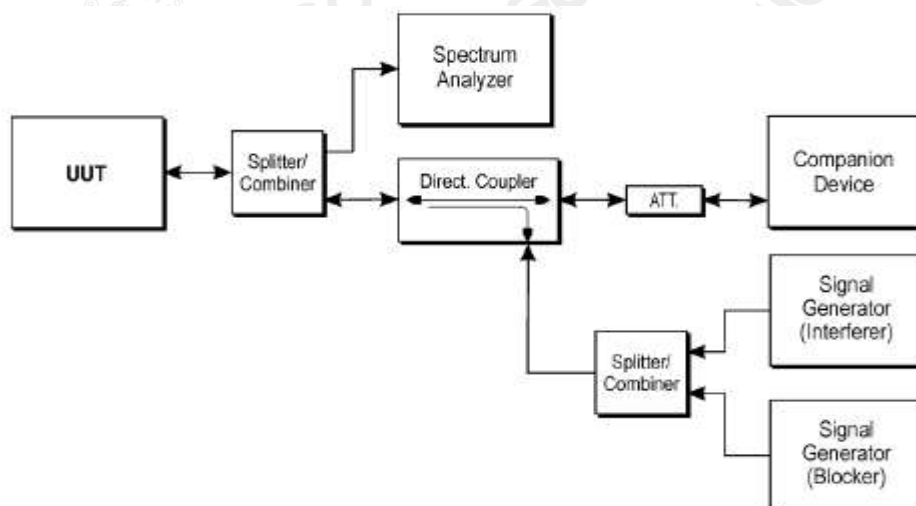 Spectrum
Analyzer
UUT
Splitter/
Combiner
Direct. Coupler
ATT.
Companion
Device
Signal
Generator
(Interferer)
Splitter/
Combiner
Signal
Generator
(Blocker)